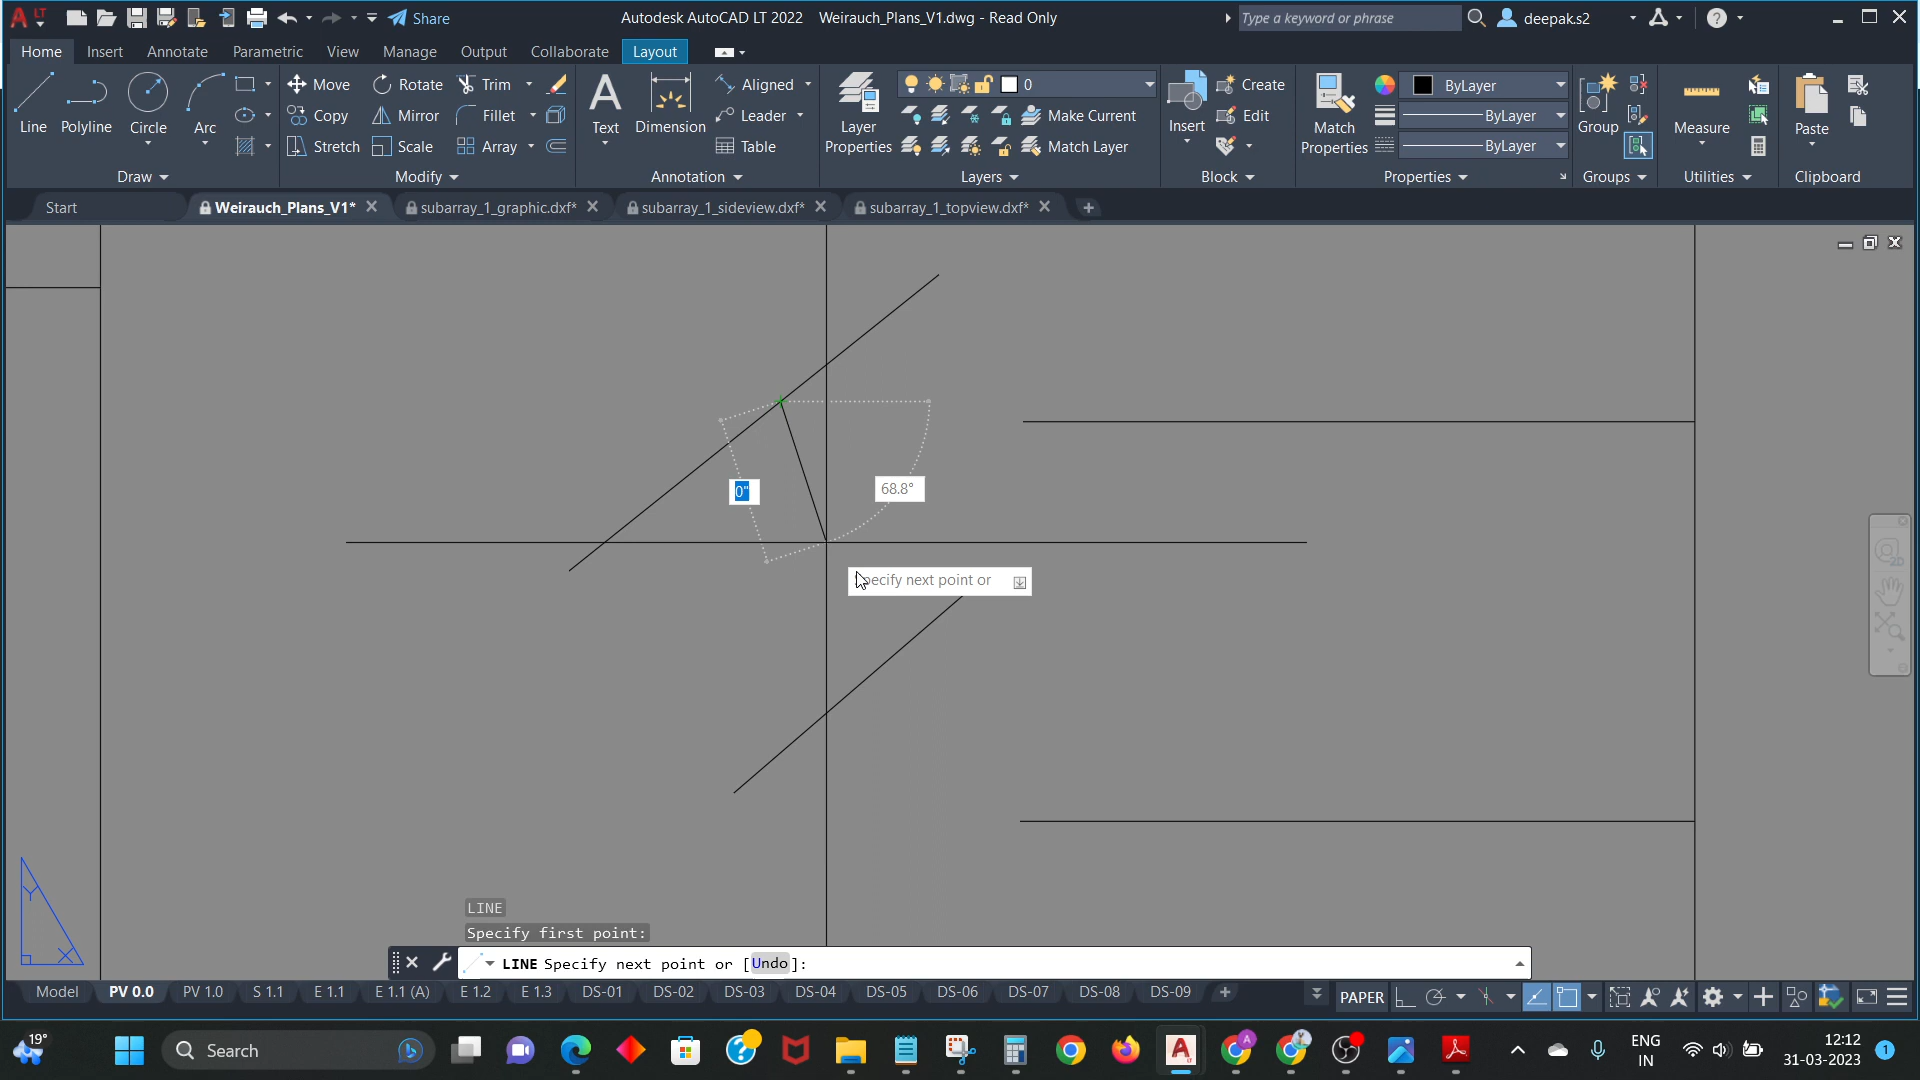 LT
Share
Autodesk AutoCAD LT 2022 Weirauch_Plans_V1.dwg - Read Only
Type a keyword or phrase
deepak.s2
Home Insert Annotate Parametric View Manage Output Collaborate Layout
Line Polyline Circle Arc
Move Rotate Trim
Copy Mirror Fillet
Stretch Scale Array
Text Dimension
Aligned
Leader
Table
Layer Properties
0
Make Current
Match Layer
Insert
Create
Edit
Match Properties
ByLayer
ByLayer
ByLayer
Group
Measure
Paste
Draw Modify Annotation Layers Block Properties Groups Utilities Clipboard
Start Weirauch_Plans_V1* subarray_1_graphic.dxf* subarray_1_sideview.dxf* subarray_1_topview.dxf*
0" 68.8°
2D
pecify next point or
Y
X
LINE
Specify first point:
LINE Specify next point or [Undo]:
Model PV 0.0 PV 1.0 S 1.1 E 1.1 E 1.1 (A) E 1.2 E 1.3 DS-01 DS-02 DS-03 DS-04 DS-05 DS-06 DS-07 DS-08 DS-09 PAPER
19°
Search
A
A
ENG
IN
12:12
31-03-2023
1